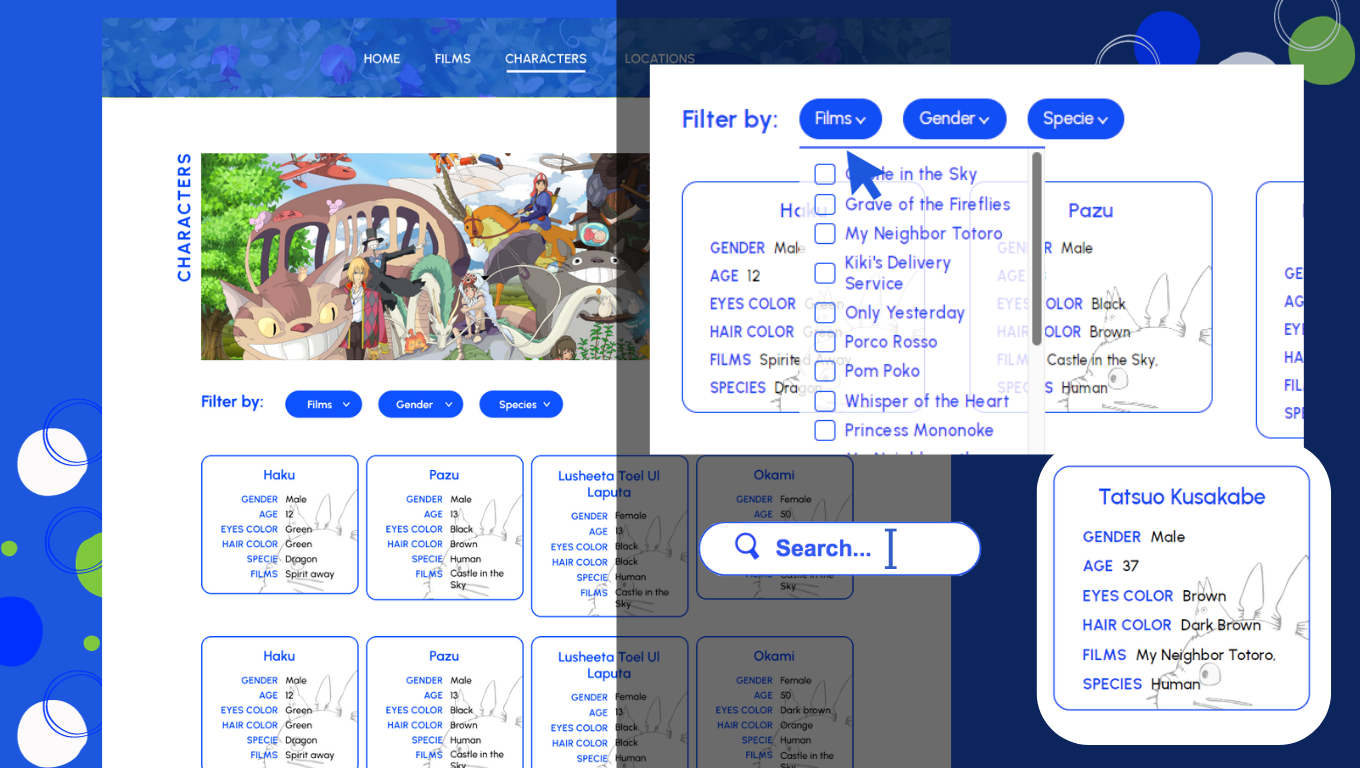 HOME FILMS CHARACTERS LOCATIONS
CHARACTERS
Filter by: Films Gender Species
Haku
GENDER Male
AGE 12
EYES COLOR Green
HAIR COLOR Green
SPECIE Dragon
FILMS Spirit away
Pazu
GENDER Male
AGE 13
EYES COLOR Black
HAIR COLOR Brown
SPECIE Human
FILMS Castle in the
Sky
Lusheeta Toel Ul
Laputa
GENDER Female
AGE 13
EYES COLOR Black
HAIR COLOR Black
SPECIE Human
FILMS Castle in the
Sky
Okami
GENDER Female
AGE 50
Castle in the
Sky
Haku
GENDER Male
AGE 12
EYES COLOR Green
HAIR COLOR Green
SPECIE Dragon
FILMS Spirit away
Pazu
GENDER Male
AGE 13
EYES COLOR Black
HAIR COLOR Brown
SPECIE Human
FILMS Castle in the
Sky
Lusheeta Toel Ul
Laputa
GENDER Female
AGE 13
EYES COLOR Black
HAIR COLOR Black
SPECIE Human
Okami
GENDER Female
AGE 50
EYES COLOR Dark brown
HAIR COLOR Orange
SPECIE Human
FILMS Castle in the
Sky
Filter by: Films Gender Specie
Castle in the Sky
Grave of the Fireflies
My Neighbor Totoro
Kiki's Delivery
Service
Only Yesterday
Porco Rosso
Pom Poko
Whisper of the Heart
Princess Mononoke
Haku
GENDER Male
AGE 12
EYES COLOR Green
HAIR COLOR Green
FILMS Spirited Away
SPECIES Dragon
Pazu
GENDER Male
AGE
EYES COLOR Black
HAIR COLOR Brown
FILMS Castle in the Sky,
SPECIES Human
Search...
Tatsuo Kusakabe
GENDER Male
AGE 37
EYES COLOR Brown
HAIR COLOR Dark Brown
FILMS My Neighbor Totoro,
SPECIES Human